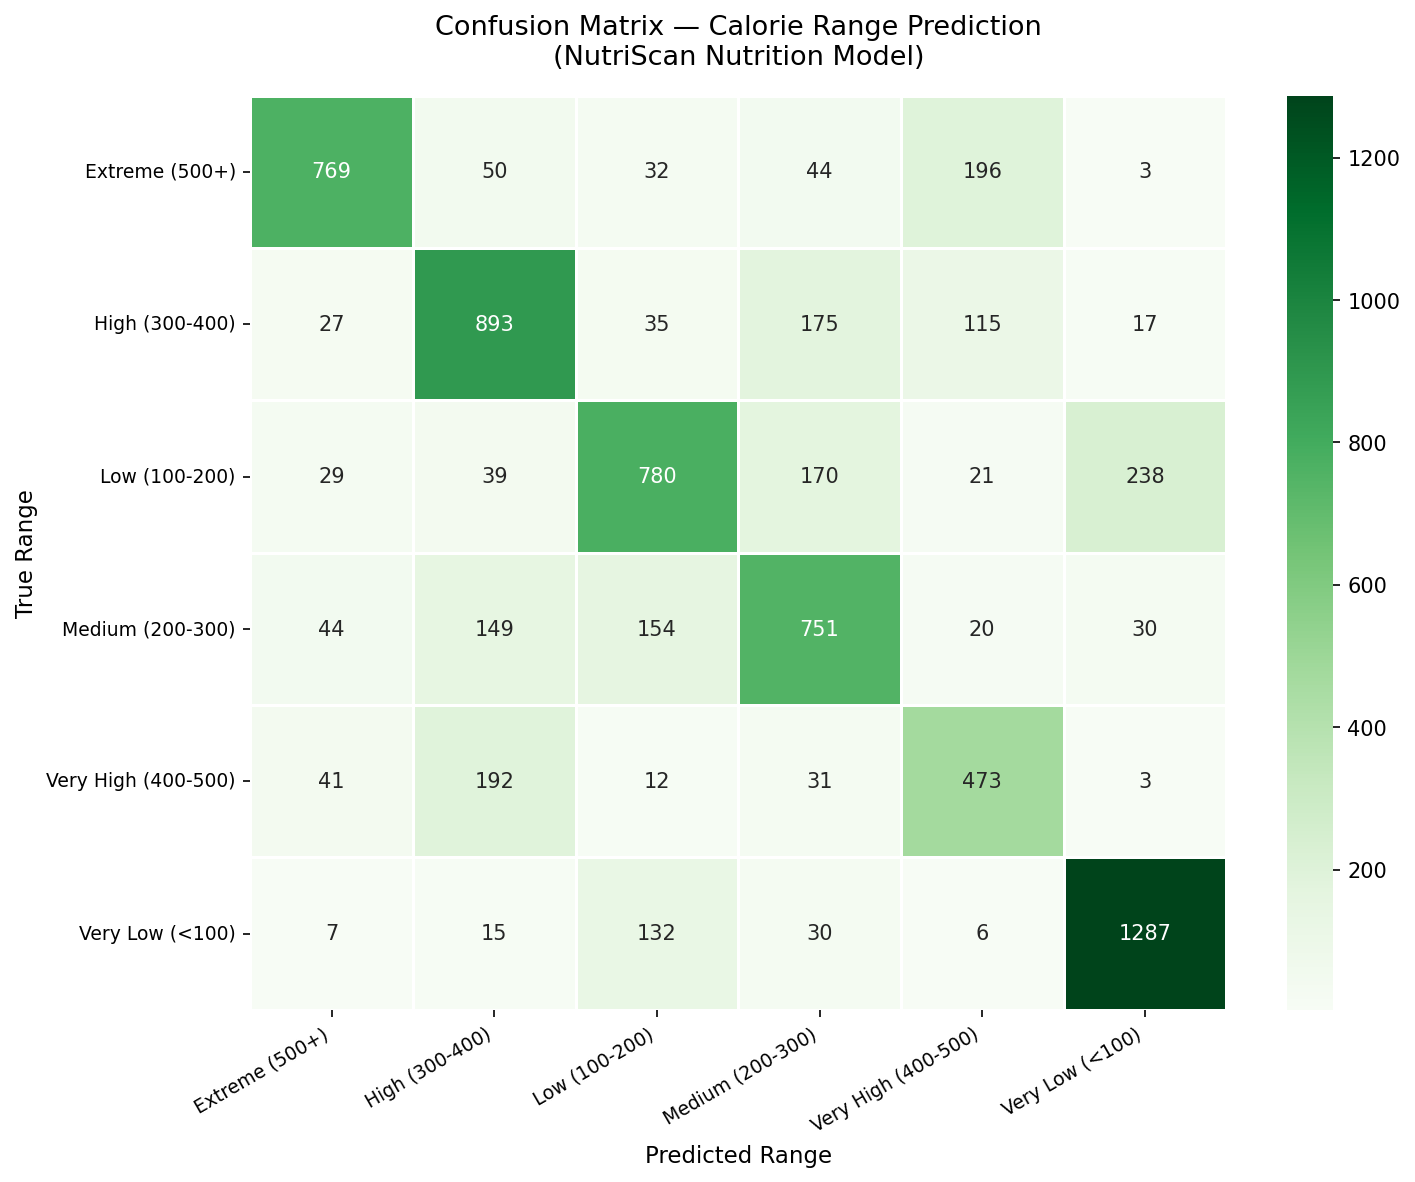 Confusion Matrix — Calorie Range Prediction
(NutriScan Nutrition Model)
True Range
Extreme (500+) 769 50 32 44 196 3
High (300-400) 27 893 35 175 115 17
Low (100-200) 29 39 780 170 21 238
Medium (200-300) 44 149 154 751 20 30
Very High (400-500) 41 192 12 31 473 3
Very Low (<100) 7 15 132 30 6 1287
Extreme (500+) High (300-400) Low (100-200) Medium (200-300) Very High (400-500) Very Low (<100)
Predicted Range
1200
1000
800
600
400
200